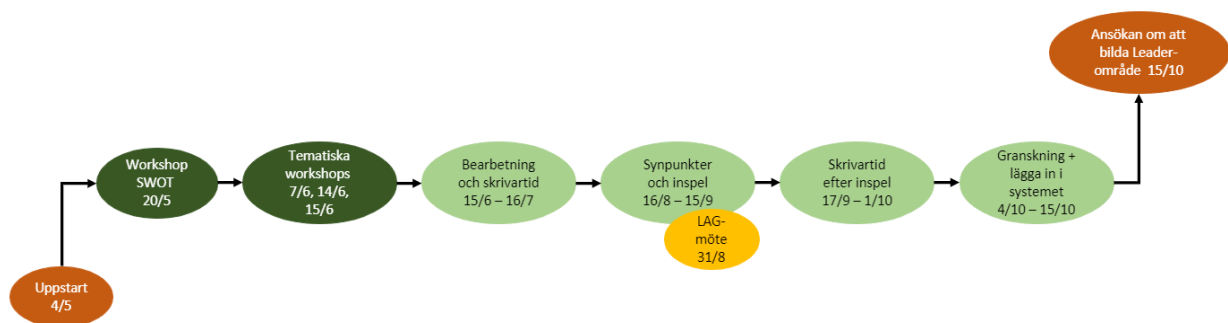 Uppstart
4/5
Workshop
SWOT
20/5
Tematiska
workshops
7/6, 14/6,
15/6
Bearbetning
och skrivartid
15/6 – 16/7
Synpunkter
och inspel
16/8 – 15/9
LAG-
möte
31/8
Skrivartid
efter inspel
17/9 – 1/10
Granskning +
lägga in i
systemet
4/10 – 15/10
Ansökan om att
bilda Leader-
område 15/10